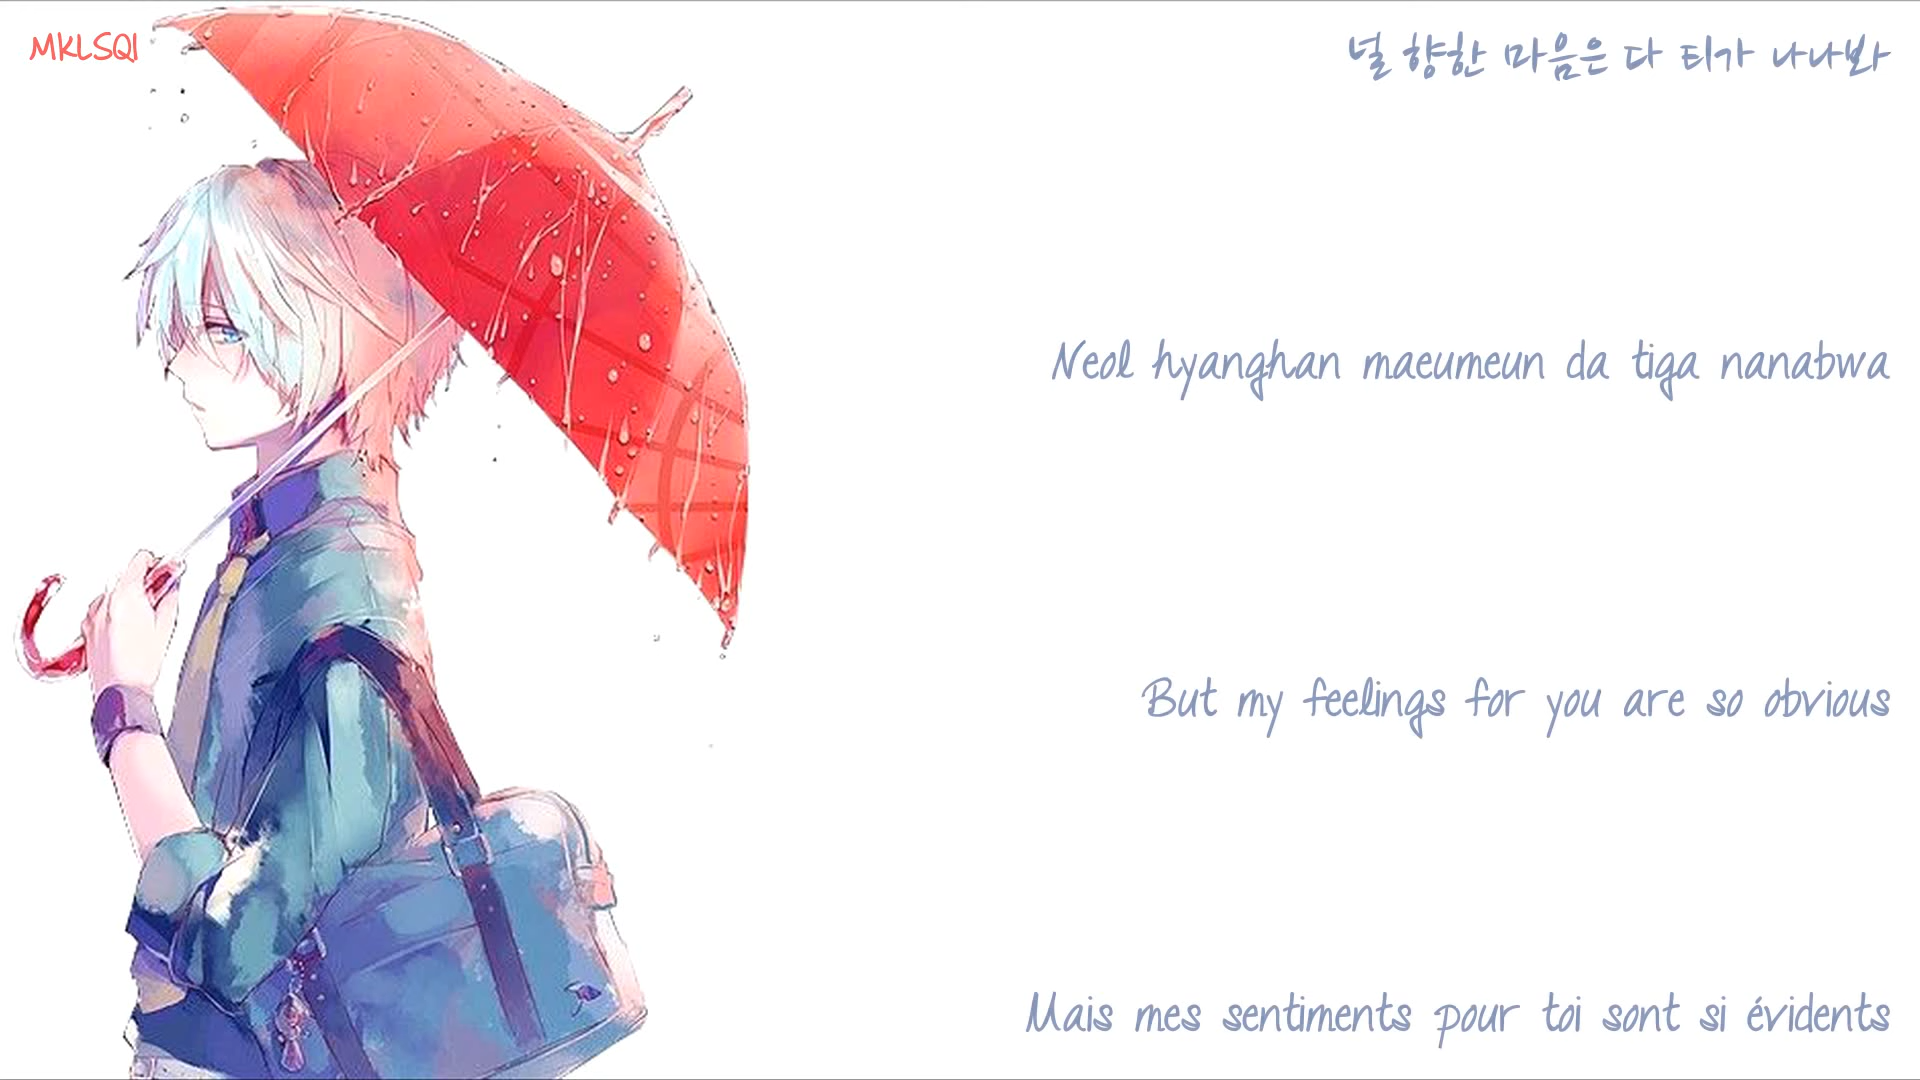 MKLSQI
널 향한 마음은 다 티가 나나봐
Neol hyanghan maeumeun da tiga nanabwa
But my feelings for you are so obvious
Mais mes sentiments pour toi sont si évidents